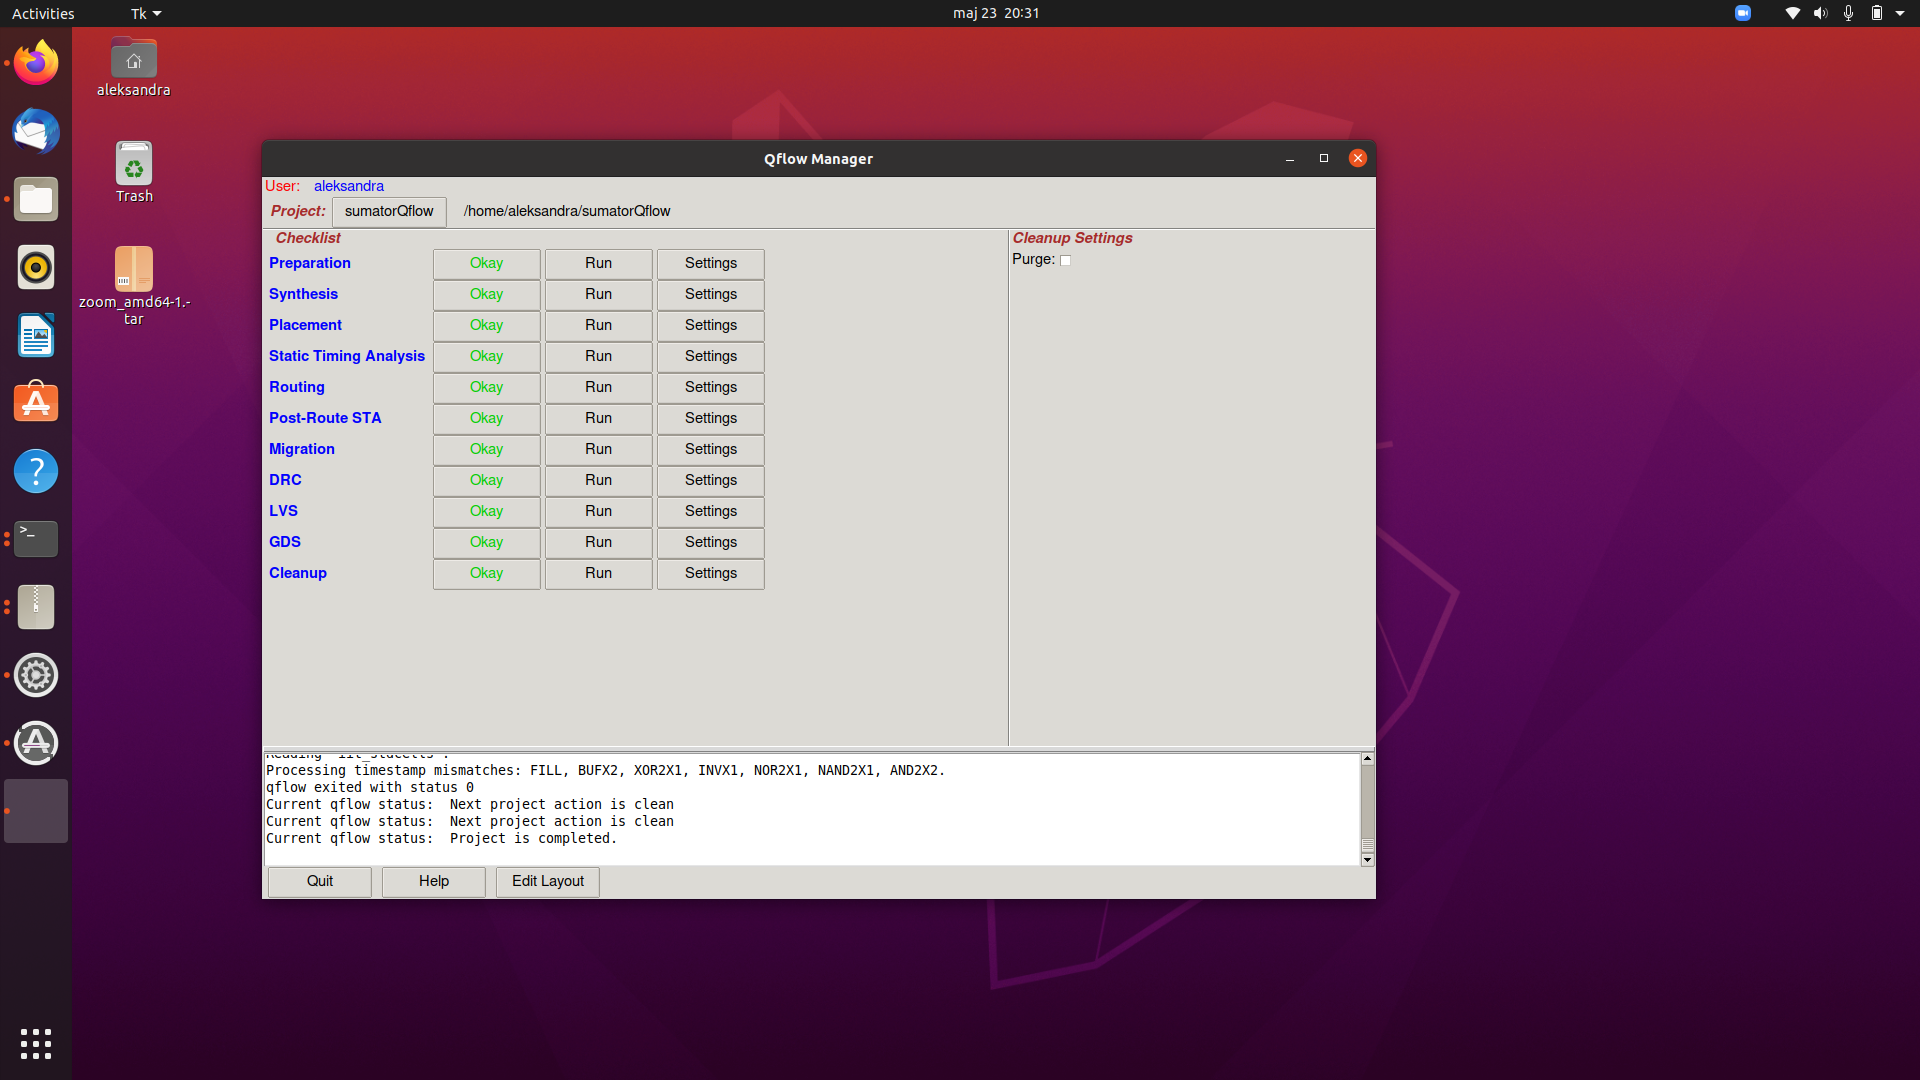 Activities
Tk
maj 23 20:31
aleksandra
Trash
zoom_amd64-1.-
tar
Qflow Manager
User: aleksandra
Project: sumatorQflow /home/aleksandra/sumatorQflow
Checklist
Preparation Okay Run Settings
Synthesis Okay Run Settings
Placement Okay Run Settings
Static Timing Analysis Okay Run Settings
Routing Okay Run Settings
Post-Route STA Okay Run Settings
Migration Okay Run Settings
DRC Okay Run Settings
LVS Okay Run Settings
GDS Okay Run Settings
Cleanup Okay Run Settings
Cleanup Settings
Purge:
Processing timestamp mismatches: FILL, BUFX2, XOR2X1, INVX1, NOR2X1, NAND2X1, AND2X2.
qflow exited with status 0
Current qflow status: Next project action is clean
Current qflow status: Next project action is clean
Current qflow status: Project is completed.
Quit Help Edit Layout